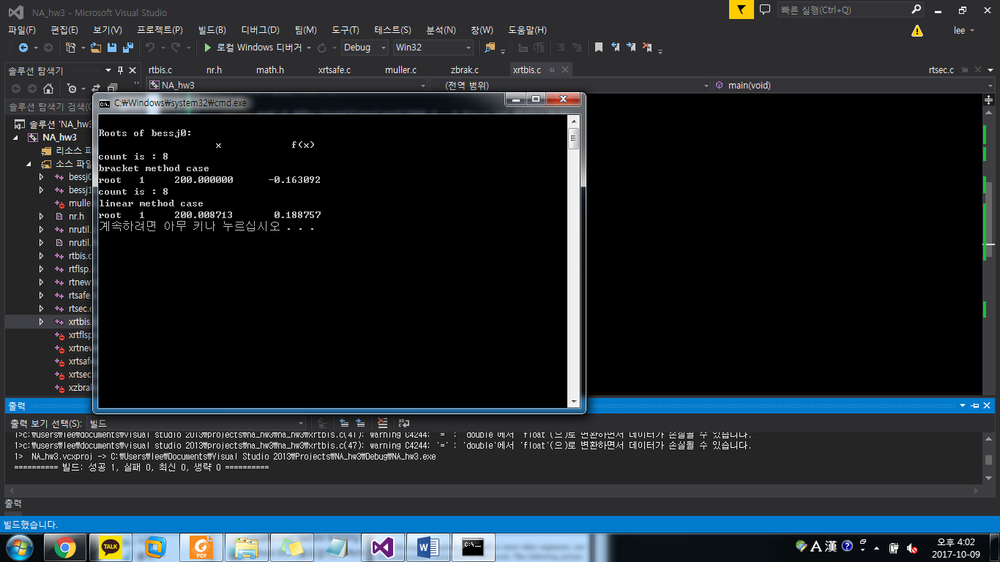 NA_hw3 - Microsoft Visual Studio
빠른 실행(Ctrl+Q)
파일(F) 편집(E) 보기(V) 프로젝트(P) 빌드(B) 디버그(D) 팀(M) 도구(T) 테스트(S) 분석(N) 창(W) 도움말(H)
lee
로컬 Windows 디버거 Debug Win32
솔루션 탐색기
rtbis.c nr.h math.h xrtsafe.c muller.c zbrak.c xrtbis.c rtsec.c
NA_hw3 (전역 범위) main(void)
솔루션 탐색기 검색(C
솔루션 'NA_hw3
NA_hw3
리소스 파
소스 파일
bessj0
bessj1
muller
nr.h
nrutil.
nrutil.
rtbis.c
rtflsp.
rtnew
rtsafe.
rtsec.c
xrtbis.
xrtflsp
xrtnew
xrtsafe
xrtsec
xzbral
C:₩Windows₩system32₩cmd.exe
Roots of bessj0:
x f(x)
count is : 8
bracket method case
root 1 200.000000 -0.163092
count is : 8
linear method case
root 1 200.008713 0.188757
계속하려면 아무 키나 누르십시오 . . .
출력
출력 보기 선택(S): 빌드
1>c:₩users₩lee₩documents₩visual studio 2013₩projects₩na_hw3₩na_hw3₩xrtbis.c(41): warning C4244: '=' : 'double'에서 'float'(으)로 변환하면서 데이터가 손실될 수 있습니다.
1>c:₩users₩lee₩documents₩visual studio 2013₩projects₩na_hw3₩na_hw3₩xrtbis.c(47): warning C4244: '=' : 'double'에서 'float'(으)로 변환하면서 데이터가 손실될 수 있습니다.
1> NA_hw3.vcxproj -> C:₩Users₩lee₩Documents₩Visual Studio 2013₩Projects₩NA_hw3₩Debug₩NA_hw3.exe
========== 빌드: 성공 1, 실패 0, 최신 0, 생략 0 ==========
출력
빌드했습니다.
TALK
PDF
A 漢
오후 4:02
2017-10-09